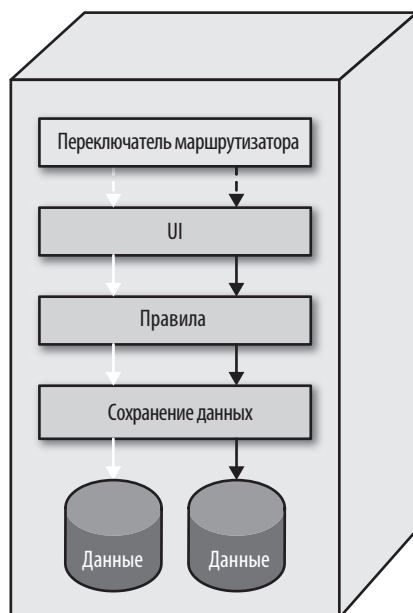 Переключатель маршрутизатора
UI
Правила
Сохранение данных
Данные
Данные